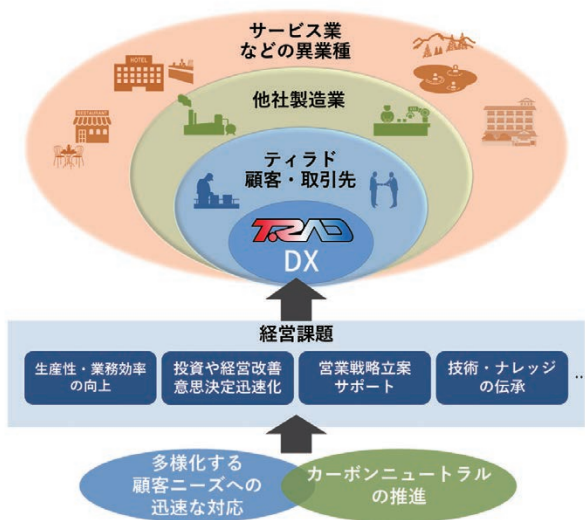 サービス業
などの異業種
HOTEL
RESTAURANT
他社製造業
ティラド
顧客・取引先
T.RAD
DX
経営課題
生産性・業務効率
の向上
投資や経営改善
意思決定迅速化
営業戦略立案
サポート
技術・ナレッジ
の伝承
…
多様化する
顧客ニーズへの
迅速な対応
カーボンニュートラル
の推進